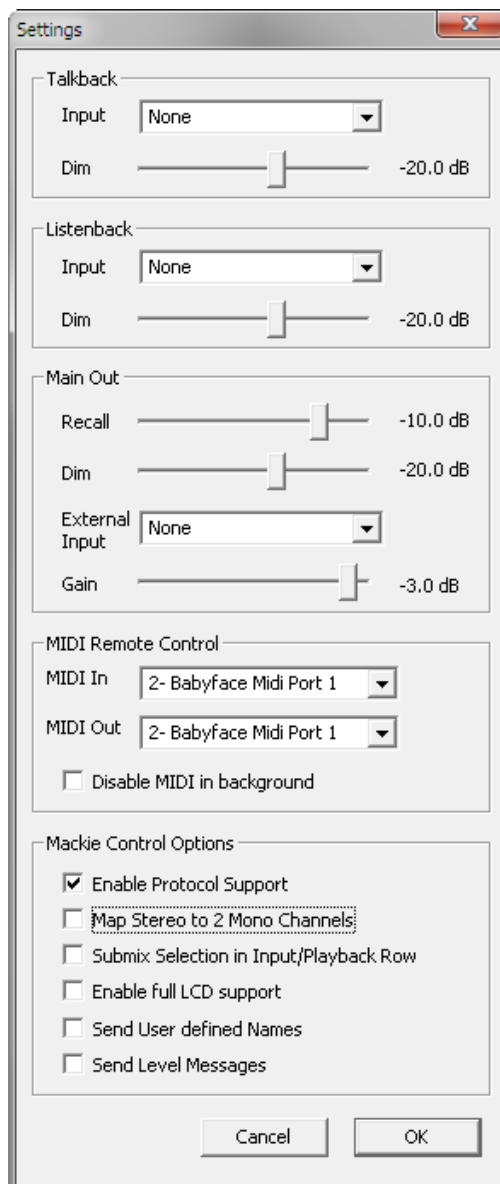 Settings
Talkback
Input None
Dim -20.0 dB
Listenback
Input None
Dim -20.0 dB
Main Out
Recall -10.0 dB
Dim -20.0 dB
External
Input None
Gain -3.0 dB
MIDI Remote Control
MIDI In 2- Babyface Midi Port 1
MIDI Out 2- Babyface Midi Port 1
Disable MIDI in background
Mackie Control Options
Enable Protocol Support
Map Stereo to 2 Mono Channels
Submix Selection in Input/Playback Row
Enable full LCD support
Send User defined Names
Send Level Messages
Cancel OK